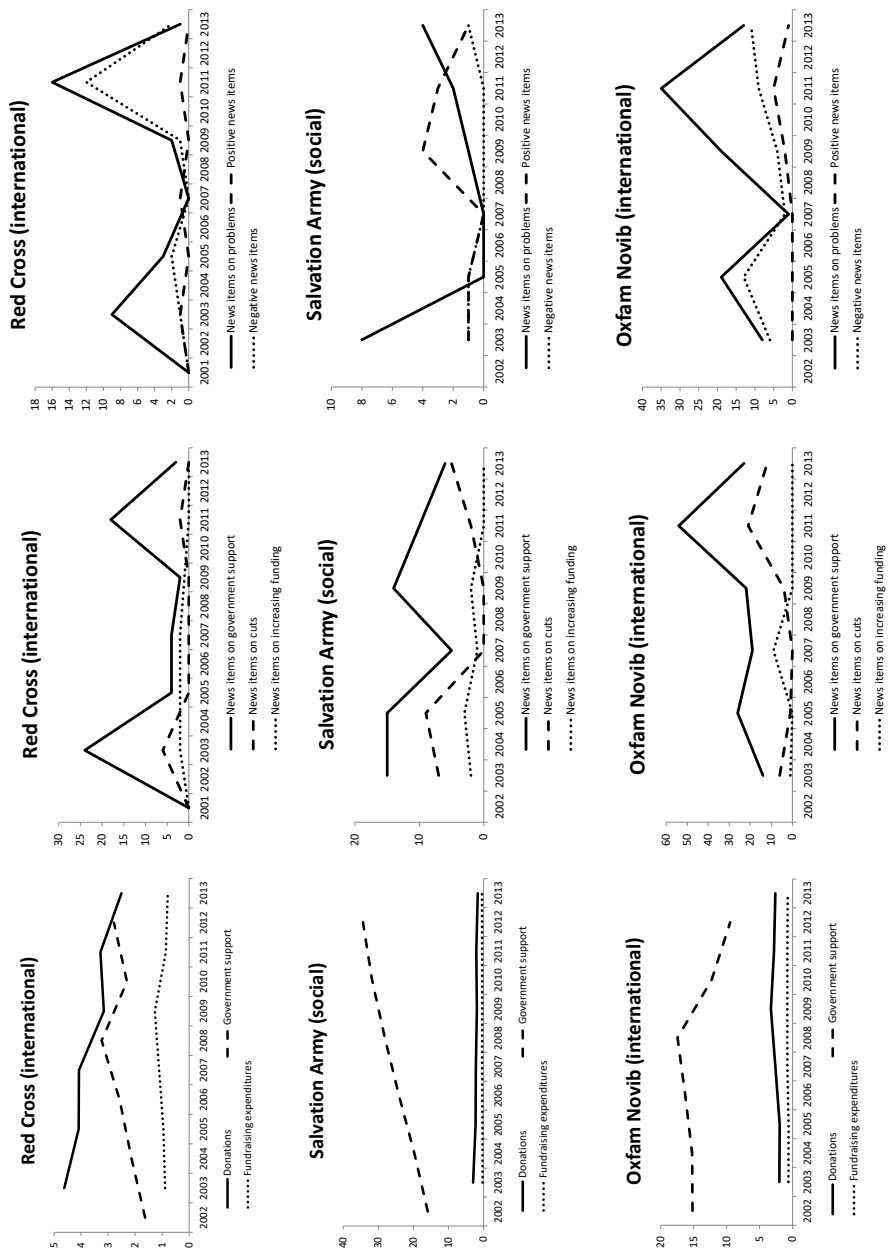 Red Cross (international)
5
4
3
2
1
0
2002 2003 2004 2005 2006 2007 2008 2009 2010 2011 2012 2013
Donations Government support
Fundraising expenditures
Red Cross (international)
30
25
20
15
10
5
0
2001 2002 2003 2004 2005 2006 2007 2008 2009 2010 2011 2012 2013
News items on government support
News items on cuts
News items on increasing funding
Red Cross (international)
18
16
14
12
10
8
6
4
2
0
2001 2002 2003 2004 2005 2006 2007 2008 2009 2010 2011 2012 2013
News items on problems Positive news items
Negative news items
Salvation Army (social)
40
30
20
10
0
2002 2003 2004 2005 2006 2007 2008 2009 2010 2011 2012 2013
Donations Government support
Fundraising expenditures
Salvation Army (social)
20
10
0
2002 2003 2004 2005 2006 2007 2008 2009 2010 2011 2012 2013
News items on government support
News items on cuts
News items on increasing funding
Salvation Army (social)
10
8
6
4
2
0
2002 2003 2004 2005 2006 2007 2008 2009 2010 2011 2012 2013
News items on problems Positive news items
Negative news items
Oxfam Novib (international)
20
15
10
5
0
2002 2003 2004 2005 2006 2007 2008 2009 2010 2011 2012 2013
Donations Government support
Fundraising expenditures
Oxfam Novib (international)
60
50
40
30
20
10
0
2002 2003 2004 2005 2006 2007 2008 2009 2010 2011 2012 2013
News items on government support
News items on cuts
News items on increasing funding
Oxfam Novib (international)
40
35
30
25
20
15
10
5
0
2002 2003 2004 2005 2006 2007 2008 2009 2010 2011 2012 2013
News items on problems Positive news items
Negative news items